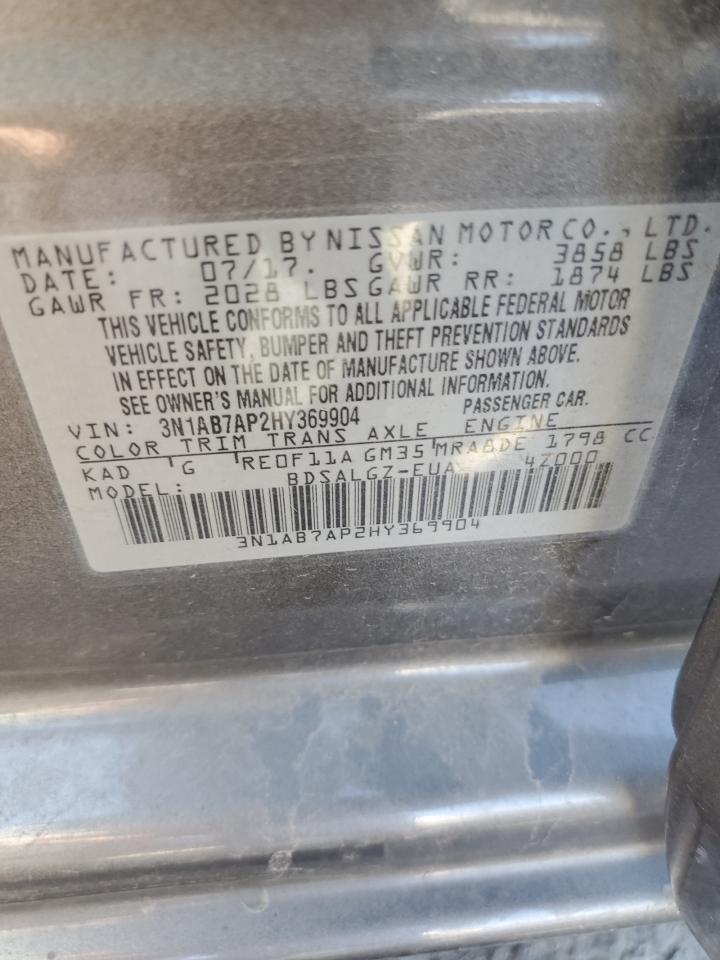 MANUFACTURED BY NISSAN MOTOR CO., LTD.
DATE: 07/17. GVWR: 3858 LBS
GAWR FR: 2028 LBS GAWR RR: 1874 LBS
THIS VEHICLE CONFORMS TO ALL APPLICABLE FEDERAL MOTOR
VEHICLE SAFETY, BUMPER AND THEFT PREVENTION STANDARDS
IN EFFECT ON THE DATE OF MANUFACTURE SHOWN ABOVE.
SEE OWNER'S MANUAL FOR ADDITIONAL INFORMATION.
VIN: 3N1AB7AP2HY369904 PASSENGER CAR.
COLOR TRIM TRANS AXLE ENGINE
KAD G RE0F11A GM35 MRA8DE 1798 CC
MODEL: BDSALGZ-EUA 4Z000
3N1AB7AP2HY369904